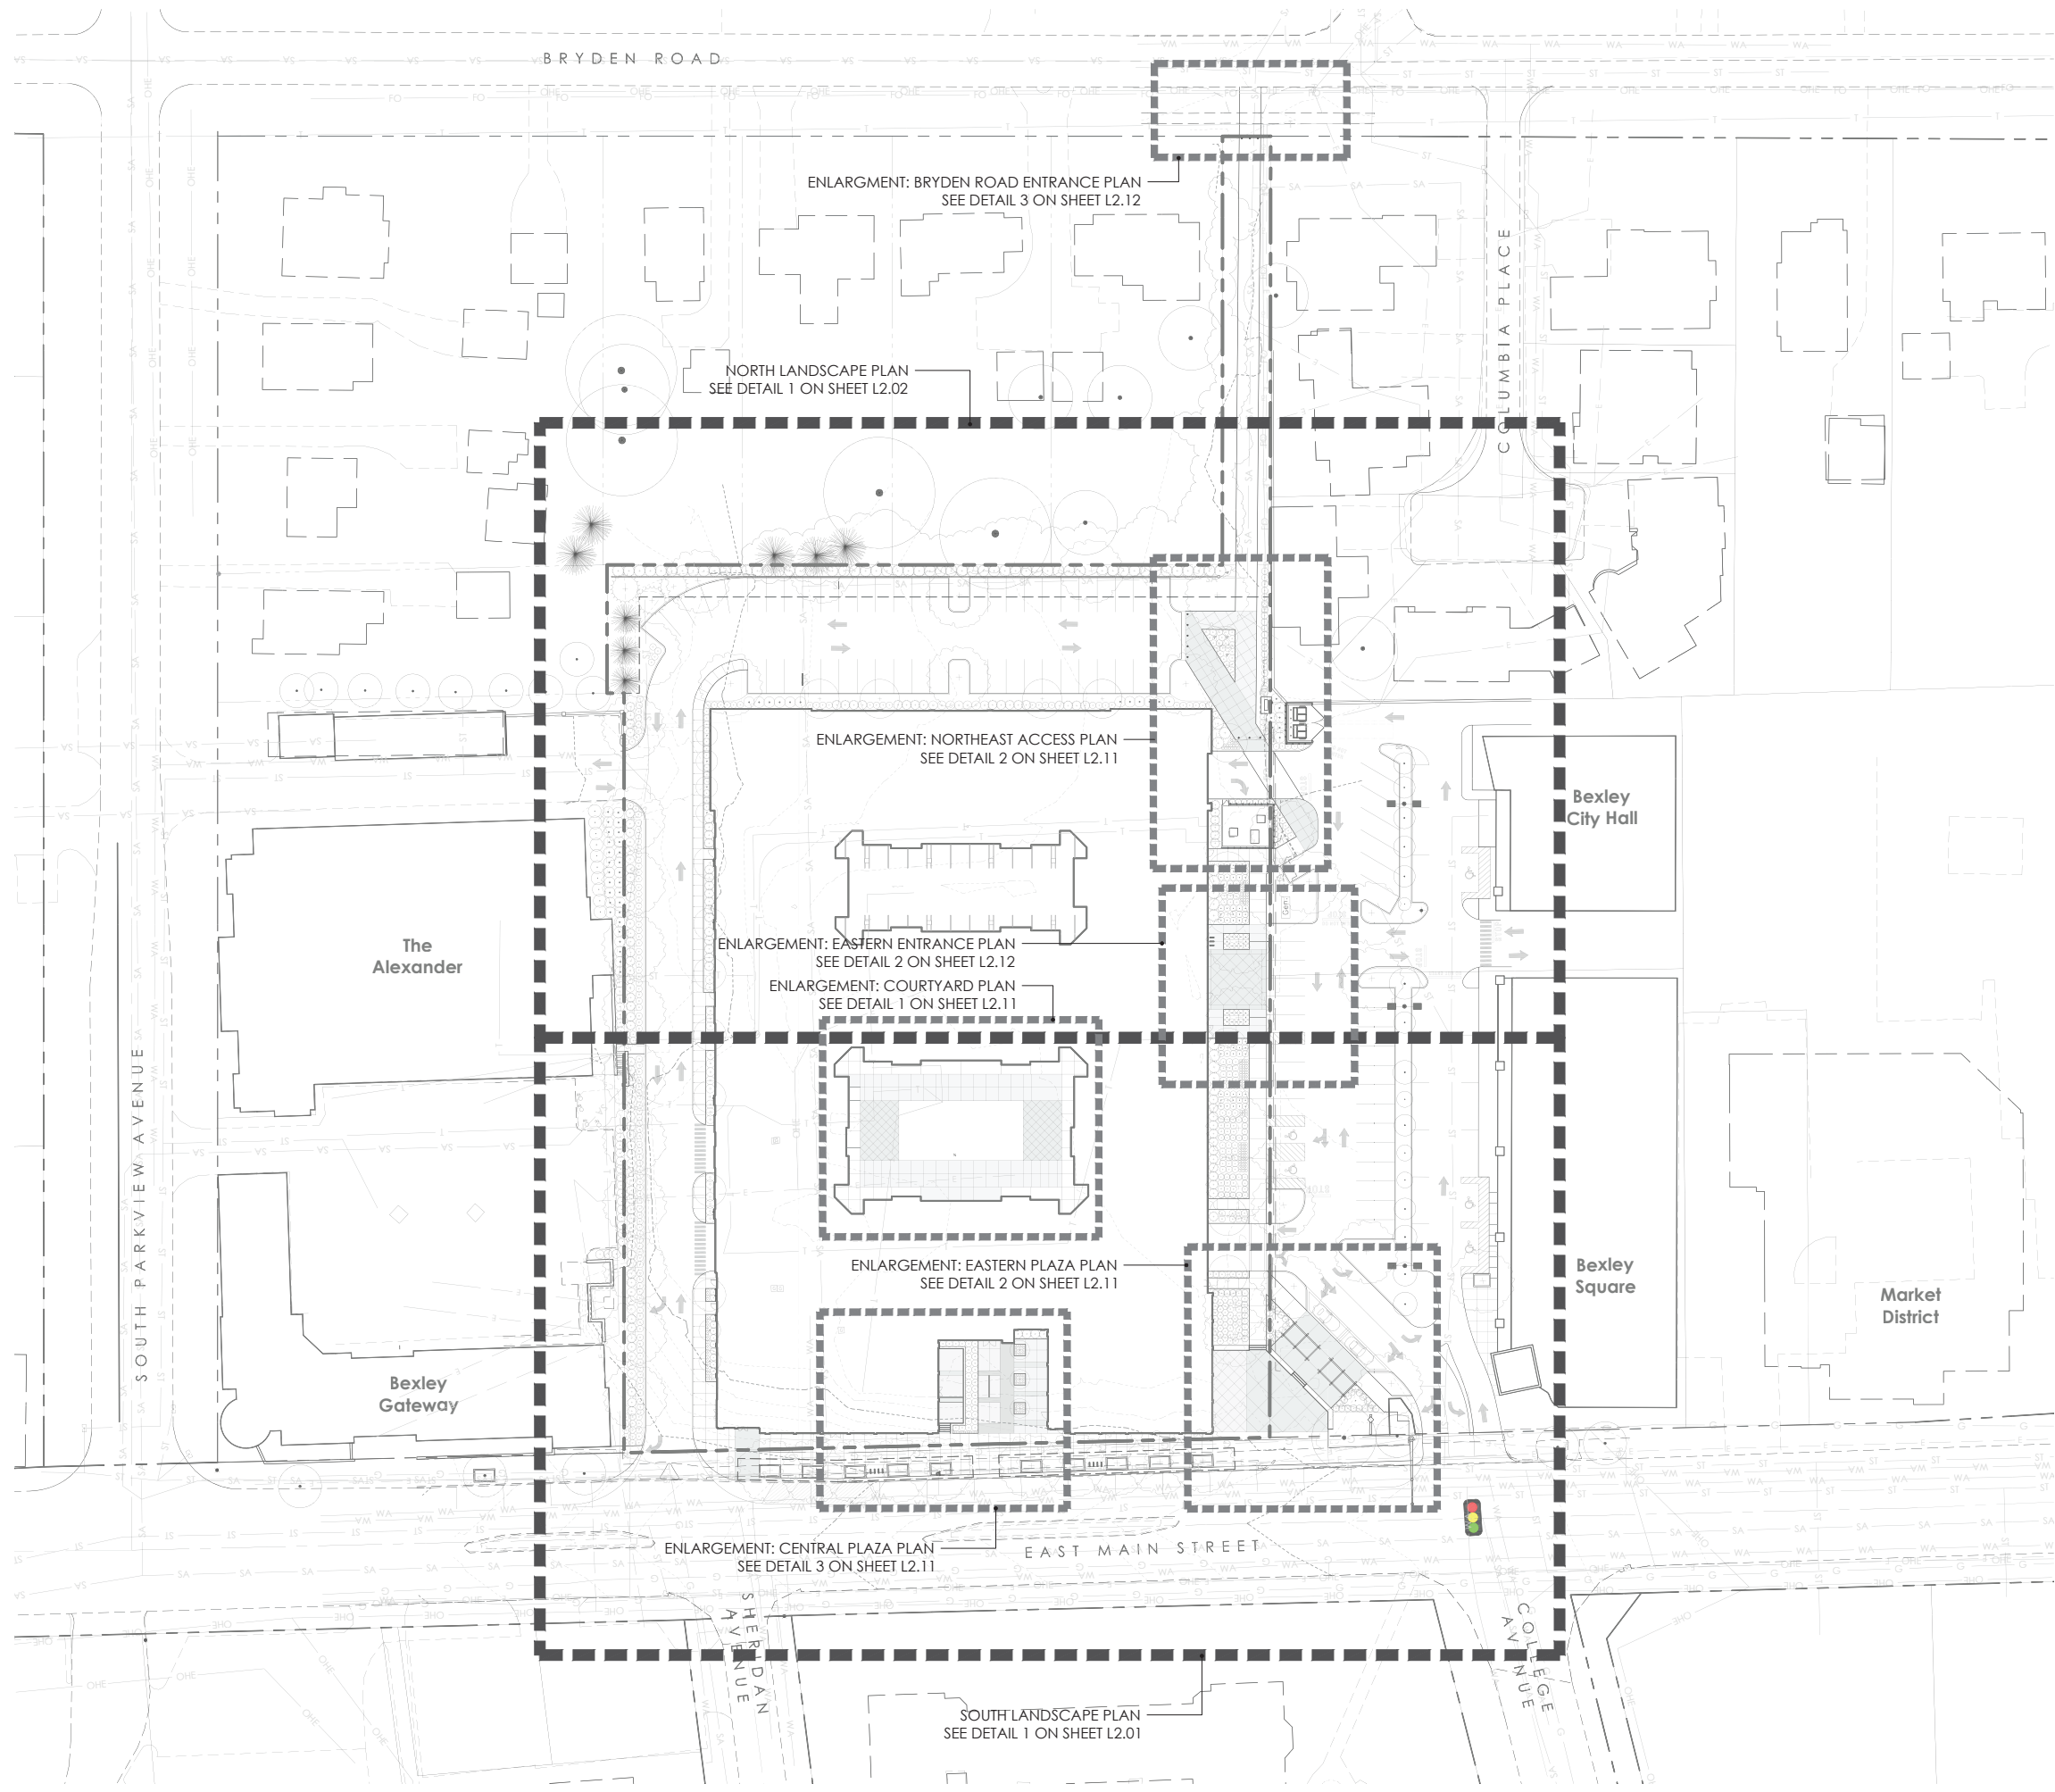 BRYDEN ROAD
ENLARGMENT: BRYDEN ROAD ENTRANCE PLAN
SEE DETAIL 3 ON SHEET L2.12
COLUMBIA PLACE
NORTH LANDSCAPE PLAN
SEE DETAIL 1 ON SHEET L2.02
ENLARGEMENT: NORTHEAST ACCESS PLAN
SEE DETAIL 2 ON SHEET L2.11
Bexley
City Hall
The
Alexander
ENLARGEMENT: EASTERN ENTRANCE PLAN
SEE DETAIL 2 ON SHEET L2.12
ENLARGEMENT: COURTYARD PLAN
SEE DETAIL 1 ON SHEET L2.11
Gen
SOUTH PARKVIEW AVENUE
ENLARGEMENT: EASTERN PLAZA PLAN
SEE DETAIL 2 ON SHEET L2.11
Bexley
Square
Market
District
Bexley
Gateway
ENLARGEMENT: CENTRAL PLAZA PLAN
SEE DETAIL 3 ON SHEET L2.11
EAST MAIN STREET
SHERIDAN
AVENUE
COLLEGE
AVENUE
SOUTH LANDSCAPE PLAN
SEE DETAIL 1 ON SHEET L2.01